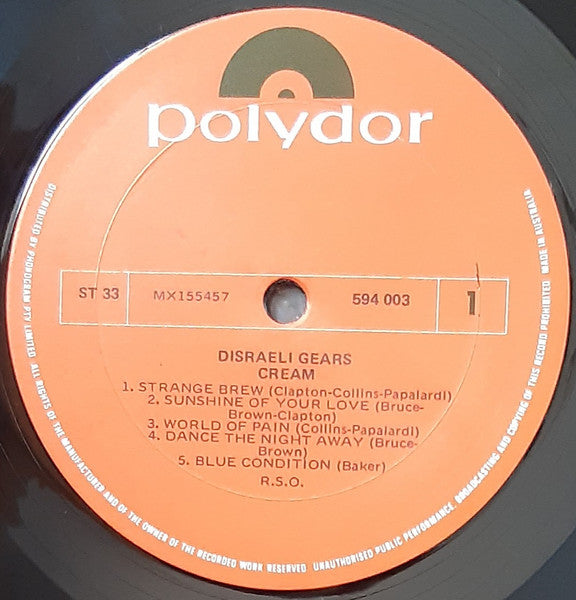 polydor
ST 33 MX155457 594 003 1
DISRAELI GEARS
CREAM
1. STRANGE BREW (Clapton-Collins-Papalardi)
2. SUNSHINE OF YOUR LOVE (Bruce-
Brown-Clapton)
3. WORLD OF PAIN (Collins-Papalardi)
4. DANCE THE NIGHT AWAY (Bruce-
Brown)
5. BLUE CONDITION (Baker)
R.S.O.
DISTRIBUTED BY PHONOGRAM PTY LIMITED. ALL RIGHTS OF THE MANUFACTURER AND OF THE OWNER OF THE RECORDED WORK RESERVED. UNAUTHORISED PUBLIC PERFORMANCE, BROADCASTING AND COPYING OF THIS RECORD PROHIBITED. MADE IN AUSTRALIA